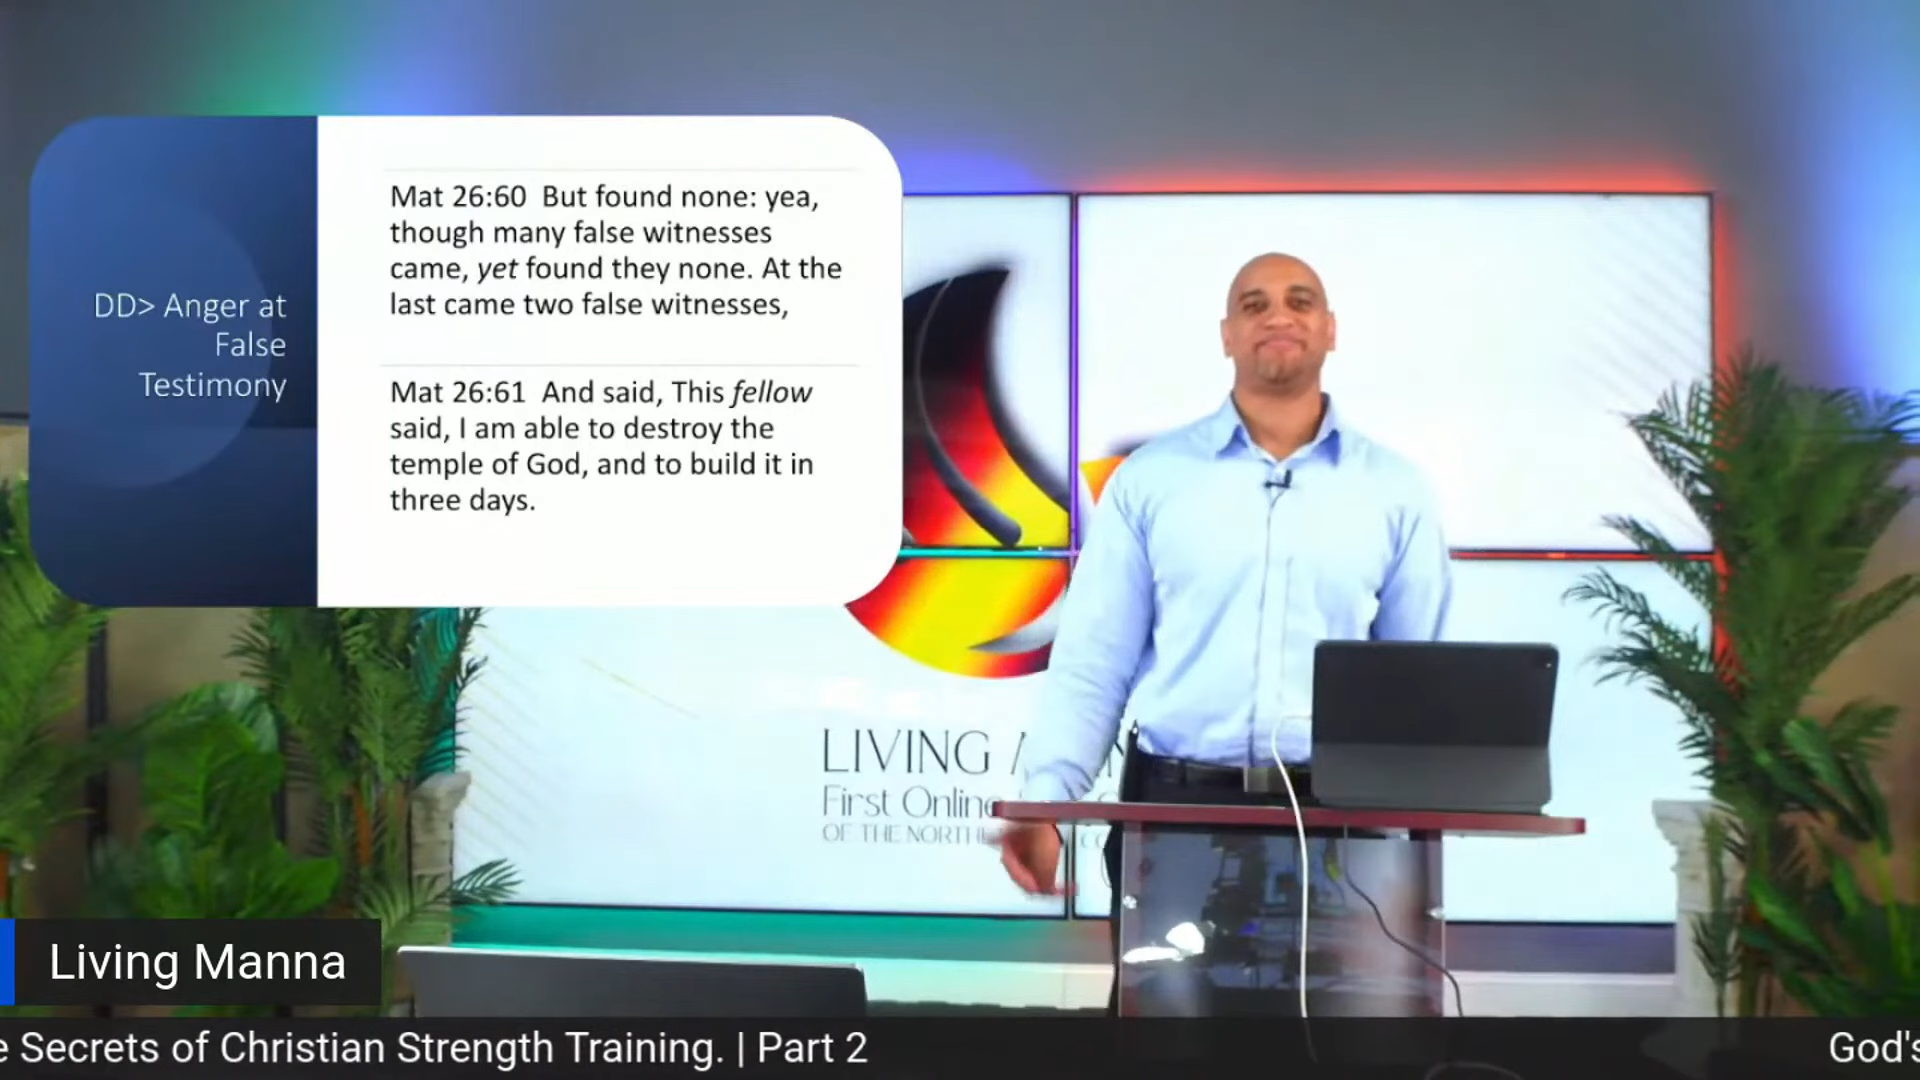 DD> Anger at
False
Testimony
Mat 26:60 But found none: yea,
though many false witnesses
came, yet found they none. At the
last came two false witnesses,
Mat 26:61 And said, This fellow
said, I am able to destroy the
temple of God, and to build it in
three days.
LIVING
First Online
OF THE
Living Manna
Secrets of Christian Strength Training. | Part 2
God's